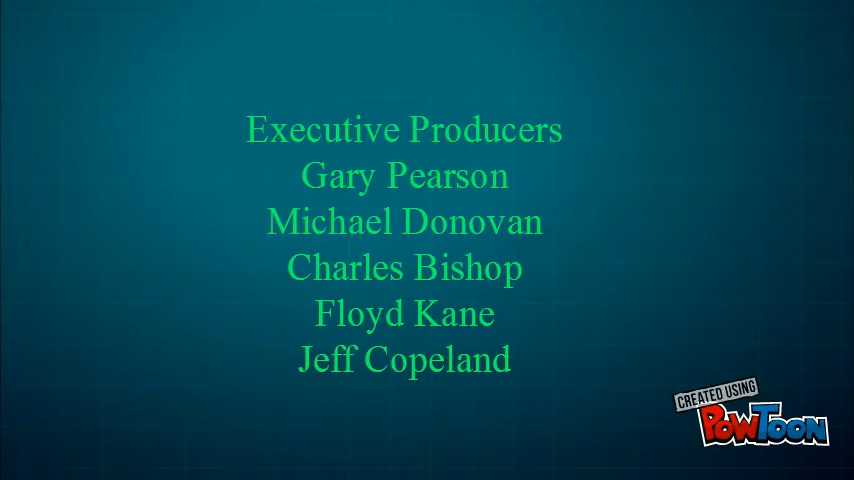 Executive Producers
Gary Pearson
Michael Donovan
Charles Bishop
Floyd Kane
Jeff Copeland
CREATED USING
POWTOON